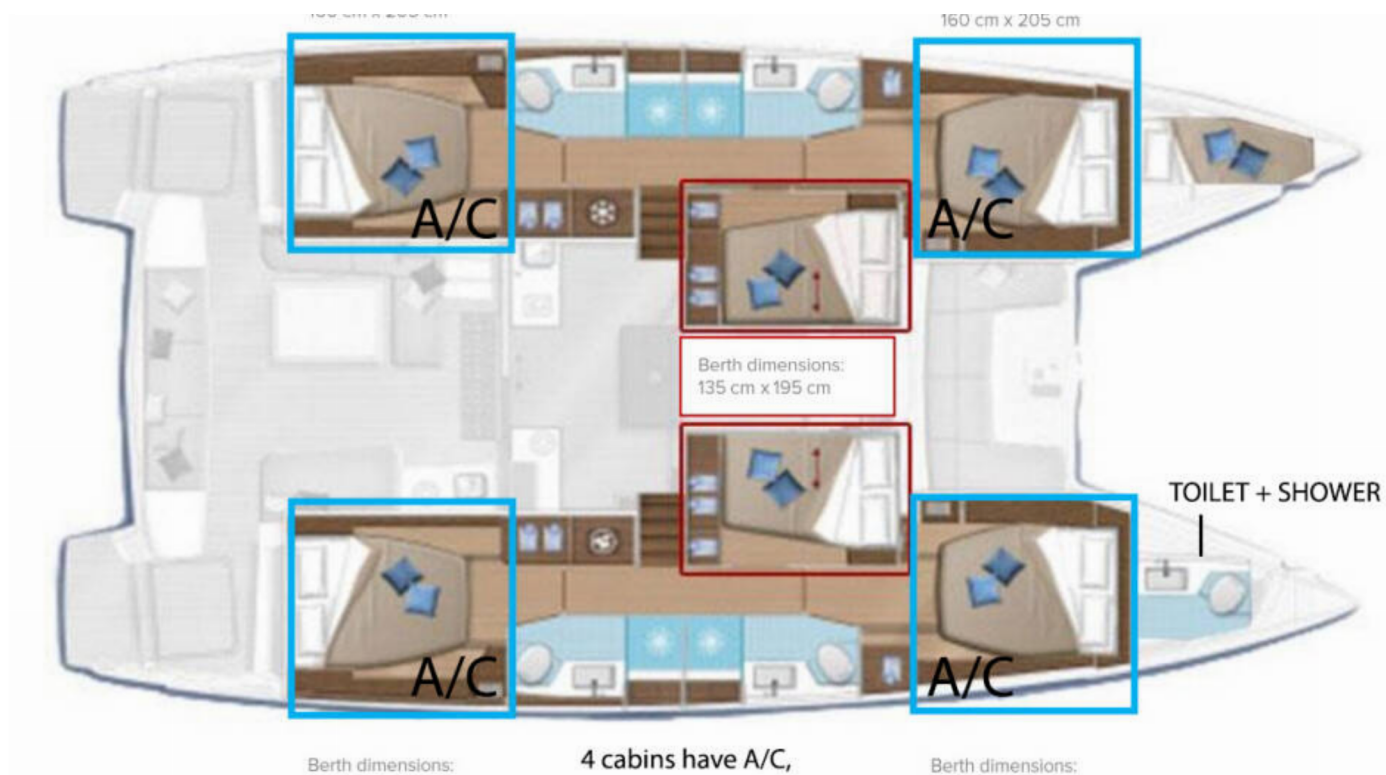 160 cm x 205 cm
A/C
A/C
Berth dimensions:
135 cm x 195 cm
TOILET + SHOWER
A/C
A/C
Berth dimensions:
4 cabins have A/C,
Berth dimensions: